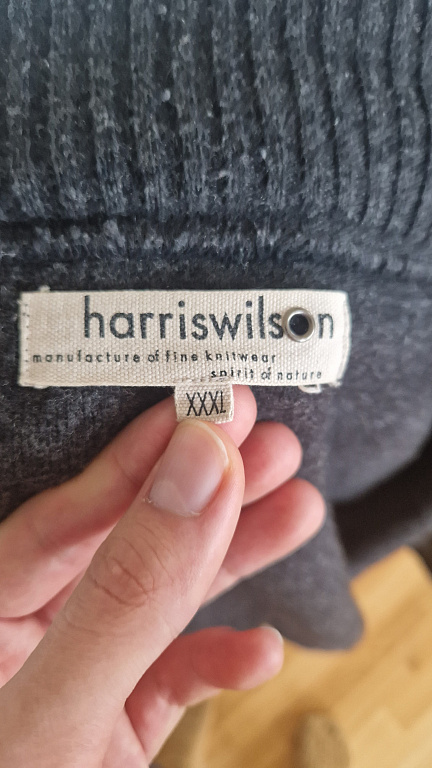 harriswilson
manufacture of fine knitwear
spirit of nature
XXXL